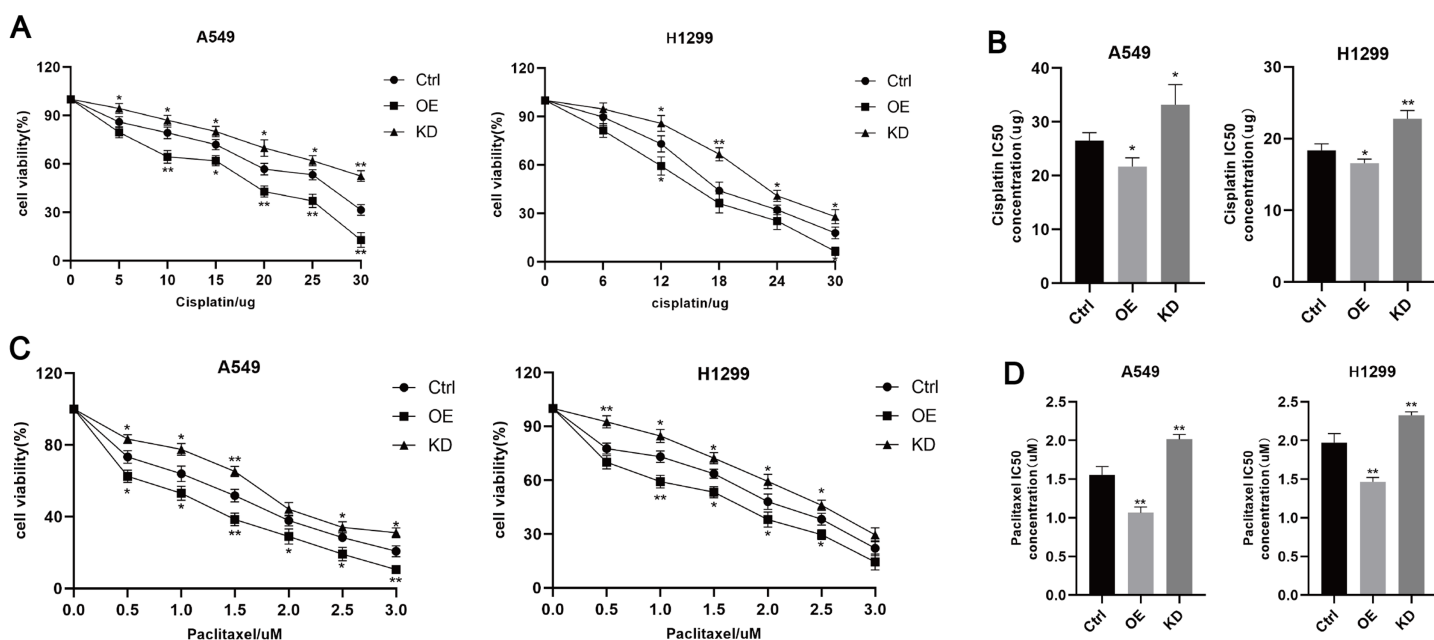 A
A549
120
90
60
30
0
cell viability(%)
0 5 10 15 20 25 30
Cisplatin/ug
* * * * * **
** * ** ** **
Ctrl
OE
KD
H1299
120
90
60
30
0
cell viability(%)
0 6 12 18 24 30
cisplatin/ug
* ** * *
* *
Ctrl
OE
KD
B
A549
40
30
20
10
0
Cisplatin IC50
concentration(ug)
* *
Ctrl OE KD
H1299
30
20
10
0
Cisplatin IC50
concentration(ug)
* **
Ctrl OE KD
C
A549
120
80
40
0
cell viability(%)
0.0 0.5 1.0 1.5 2.0 2.5 3.0
Paclitaxel/uM
* * ** * *
* * ** * * **
Ctrl
OE
KD
H1299
120
90
60
30
0
cell viability(%)
0.0 0.5 1.0 1.5 2.0 2.5 3.0
Paclitaxel/uM
** * * * *
** * * *
Ctrl
OE
KD
D
A549
2.5
2.0
1.5
1.0
0.5
0.0
Paclitaxel IC50
concentration(uM)
** **
Ctrl OE KD
H1299
2.5
2.0
1.5
1.0
0.5
0.0
Paclitaxel IC50
concentration(uM)
** **
Ctrl OE KD